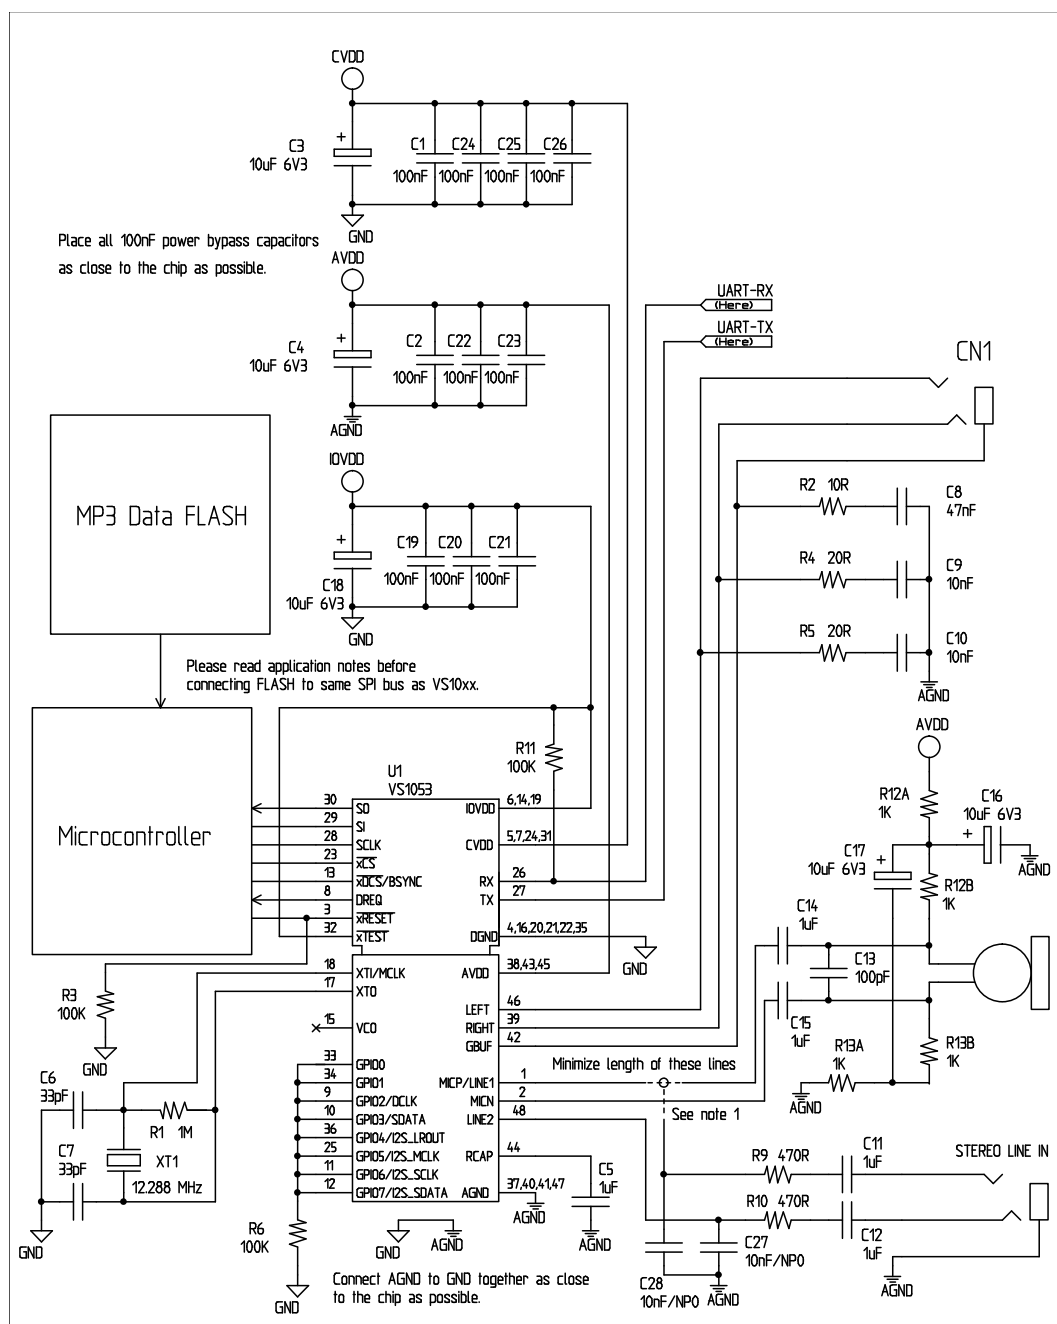 CVDD
C3
10uF 6V3
+
C1
C24
C25
C26
100nF
100nF
100nF
100nF
GND
Place all 100nF power bypass capacitors
as close to the chip as possible.
AVDD
C4
10uF 6V3
+
C2
C22
C23
100nF
100nF
100nF
AGND
UART-RX
(Here)
UART-TX
(Here)
CN1
MP3 Data FLASH
IOVDD
+
C18
10uF 6V3
C19
C20
C21
100nF
100nF
100nF
GND
R2 10R
C8
47nF
R4 20R
C9
10nF
R5 20R
C10
10nF
AGND
Please read application notes before
connecting FLASH to same SPI bus as VS10xx.
Microcontroller
R11
100K
U1
VS1053
30 SO
29 SI
28 SCLK
23 xCS
13 xDCS/BSYNC
8 DREQ
3 xRESET
32 xTEST
18 XTI/MCLK
17 XTO
15 VCO
33 GPIO0
34 GPIO1
9 GPIO2/DCLK
10 GPIO3/SDATA
36 GPIO4/I2S_LROUT
25 GPIO5/I2S_MCLK
11 GPIO6/I2S_SCLK
12 GPIO7/I2S_SDATA
IOVDD 6,14,19
CVDD 5,7,24,31
RX 26
TX 27
DGND 4,16,20,21,22,35
GND
AVDD 38,43,45
LEFT 46
RIGHT 39
GBUF 42
MICP/LINE1 1
MICN 2
LINE2 48
RCAP 44
AGND 37,40,41,47
AGND
C5
1uF
AGND
AVDD
R12A
1K
C16
10uF 6V3
+
AGND
C17
10uF 6V3
+
R12B
1K
C14
1uF
C13
100pF
C15
1uF
R13A
1K
R13B
1K
AGND
Minimize length of these lines
See note 1
R3
100K
GND
C6
33pF
R1 1M
C7
33pF
XT1
12.288 MHz
GND
R6
100K
GND
GND
AGND
Connect AGND to GND together as close
to the chip as possible.
R9 470R
C11
1uF
STEREO LINE IN
R10 470R
C12
1uF
C27
10nF/NP0
C28
10nF/NP0
AGND
AGND